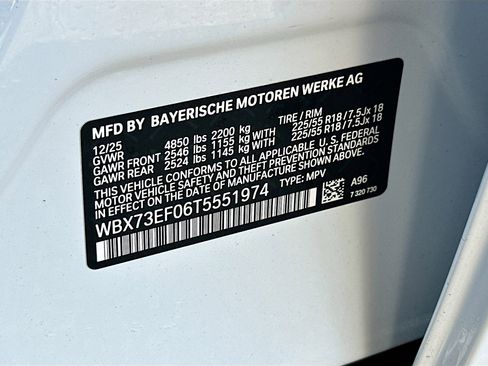 MFD BY BAYERISCHE MOTOREN WERKE AG
12/25 TIRE / RIM
GVWR 4850 lbs 2200 kg
GAWR FRONT 2546 lbs 1155 kg WITH 225/55 R18 / 7.5Jx 18
GAWR REAR 2524 lbs 1145 kg WITH 225/55 R18 / 7.5Jx 18
THIS VEHICLE CONFORMS TO ALL APPLICABLE U.S. FEDERAL
MOTOR VEHICLE SAFETY AND THEFT PREVENTION STANDARDS
IN EFFECT ON THE DATE OF MANUFACTURE SHOWN ABOVE.
WBX73EF06T5551974 TYPE: MPV
A96
7 320 730